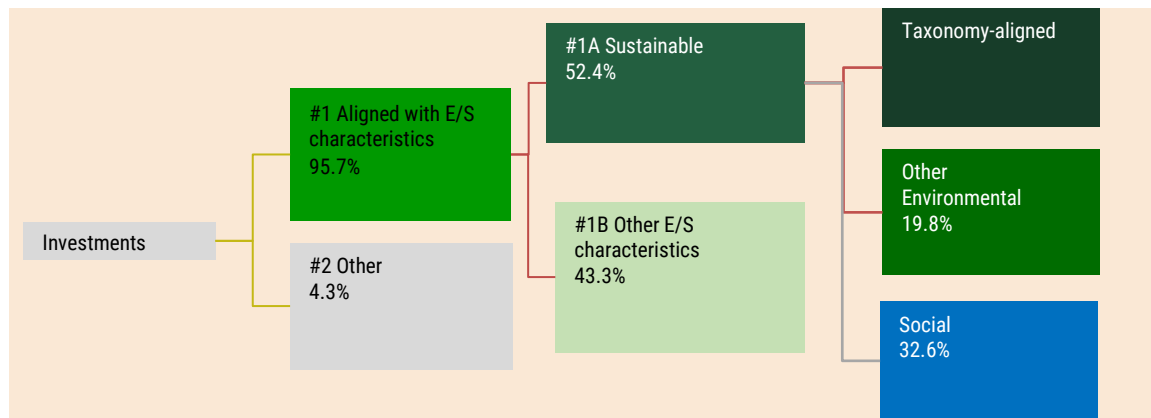 Investments
#1 Aligned with E/S
characteristics
95.7%
#2 Other
4.3%
#1A Sustainable
52.4%
#1B Other E/S
characteristics
43.3%
Taxonomy-aligned
Other
Environmental
19.8%
Social
32.6%